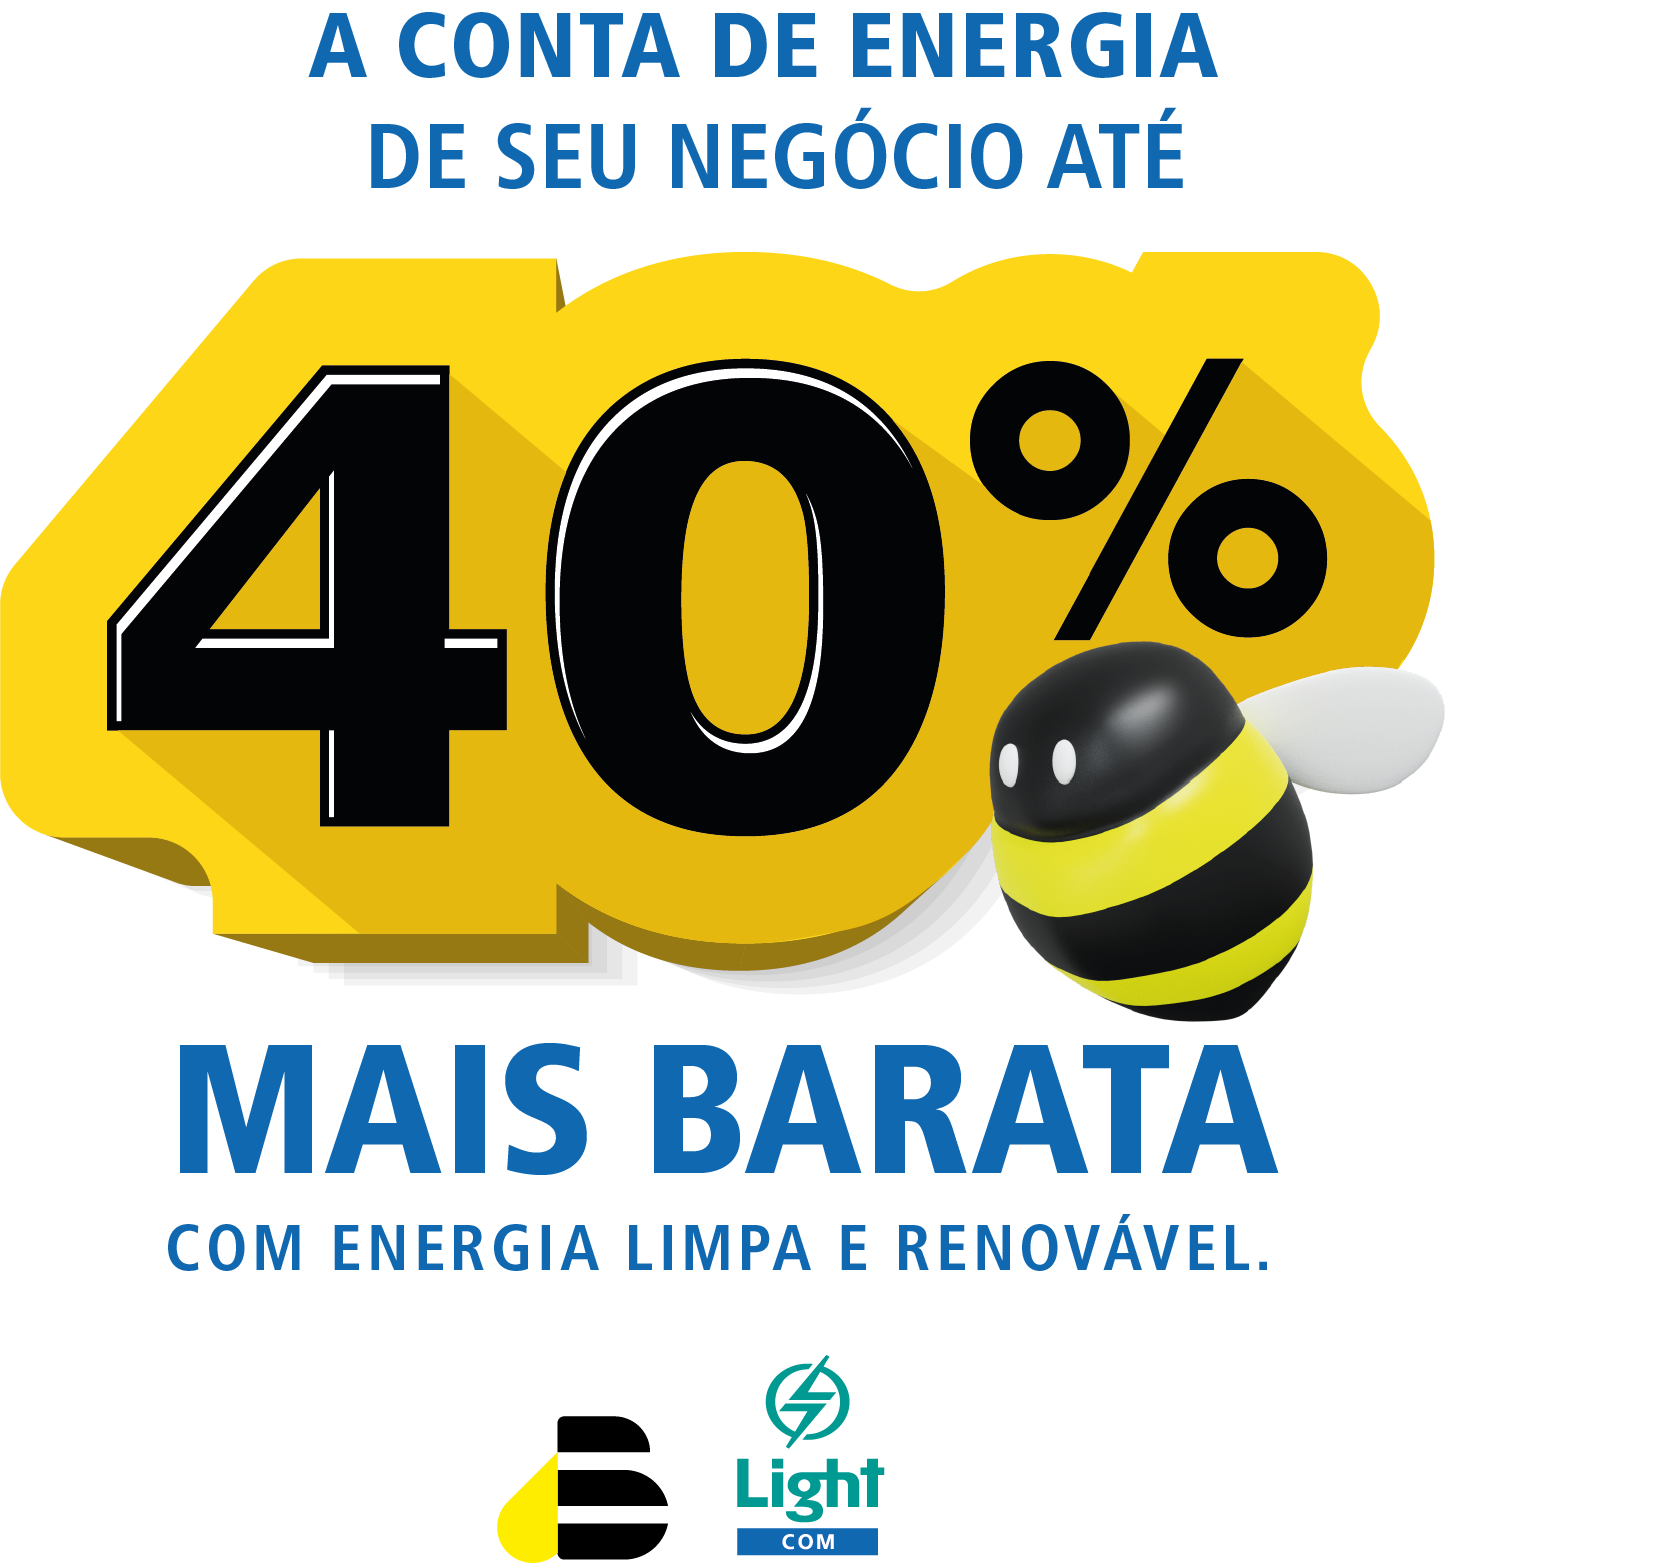 A CONTA DE ENERGIA
DE SEU NEGÓCIO ATÉ
40%
MAIS BARATA
COM ENERGIA LIMPA E RENOVÁVEL.
B
Light
COM